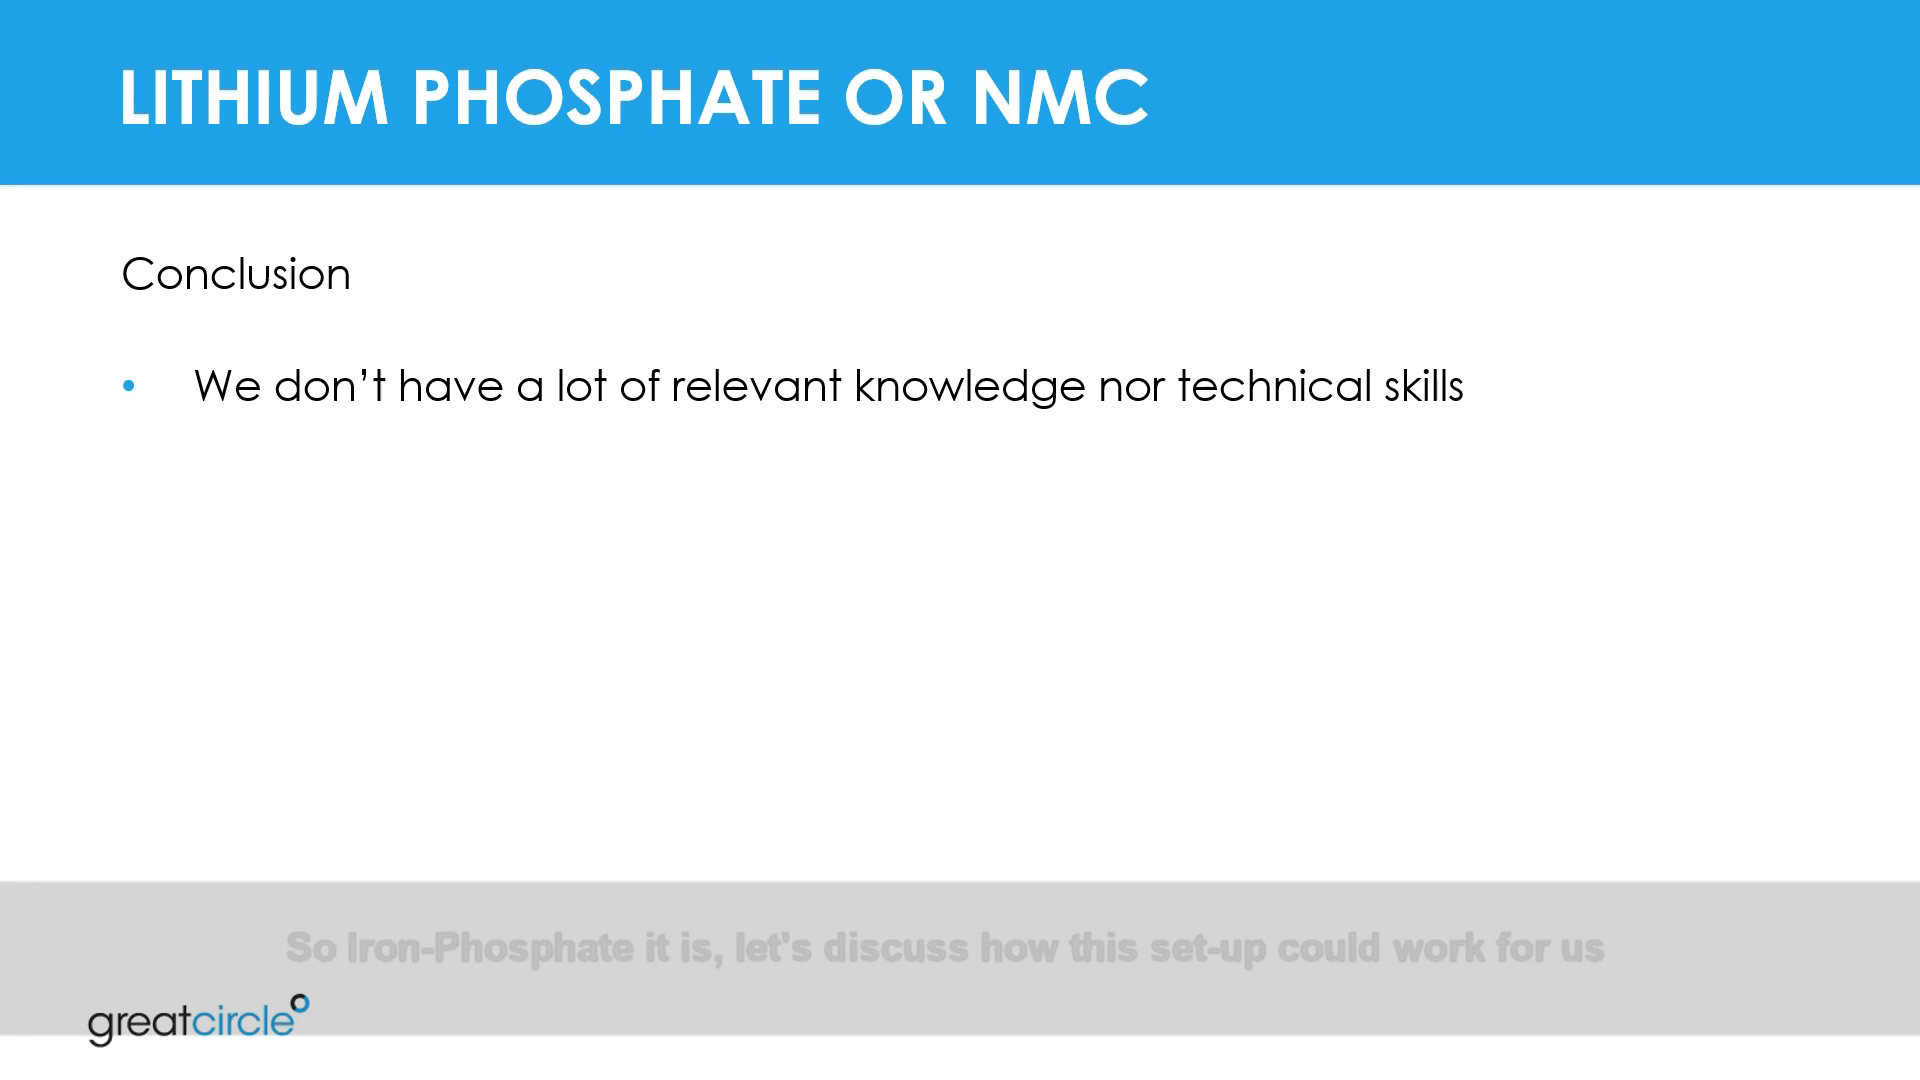 LITHIUM PHOSPHATE OR NMC
Conclusion
• We don’t have a lot of relevant knowledge nor technical skills
So Iron-Phosphate it is, let's discuss how this set-up could work for us
greatcircle